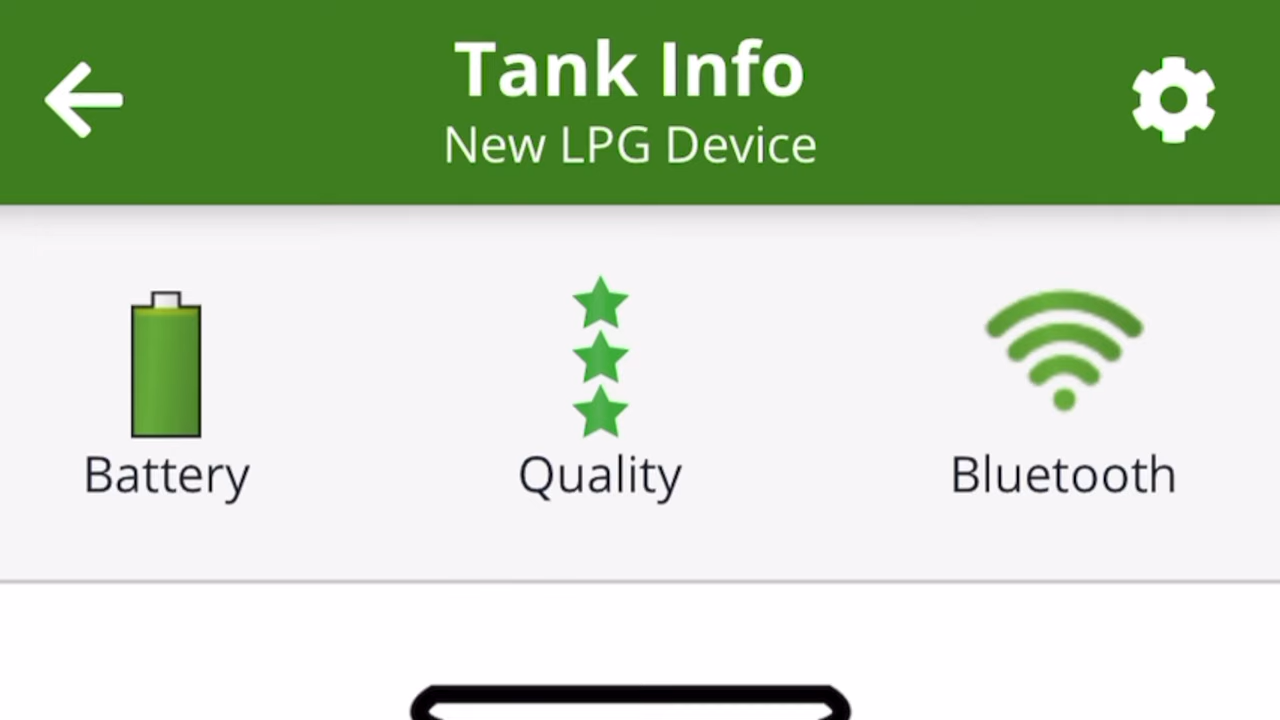 Tank Info
New LPG Device
Battery
Quality
Bluetooth